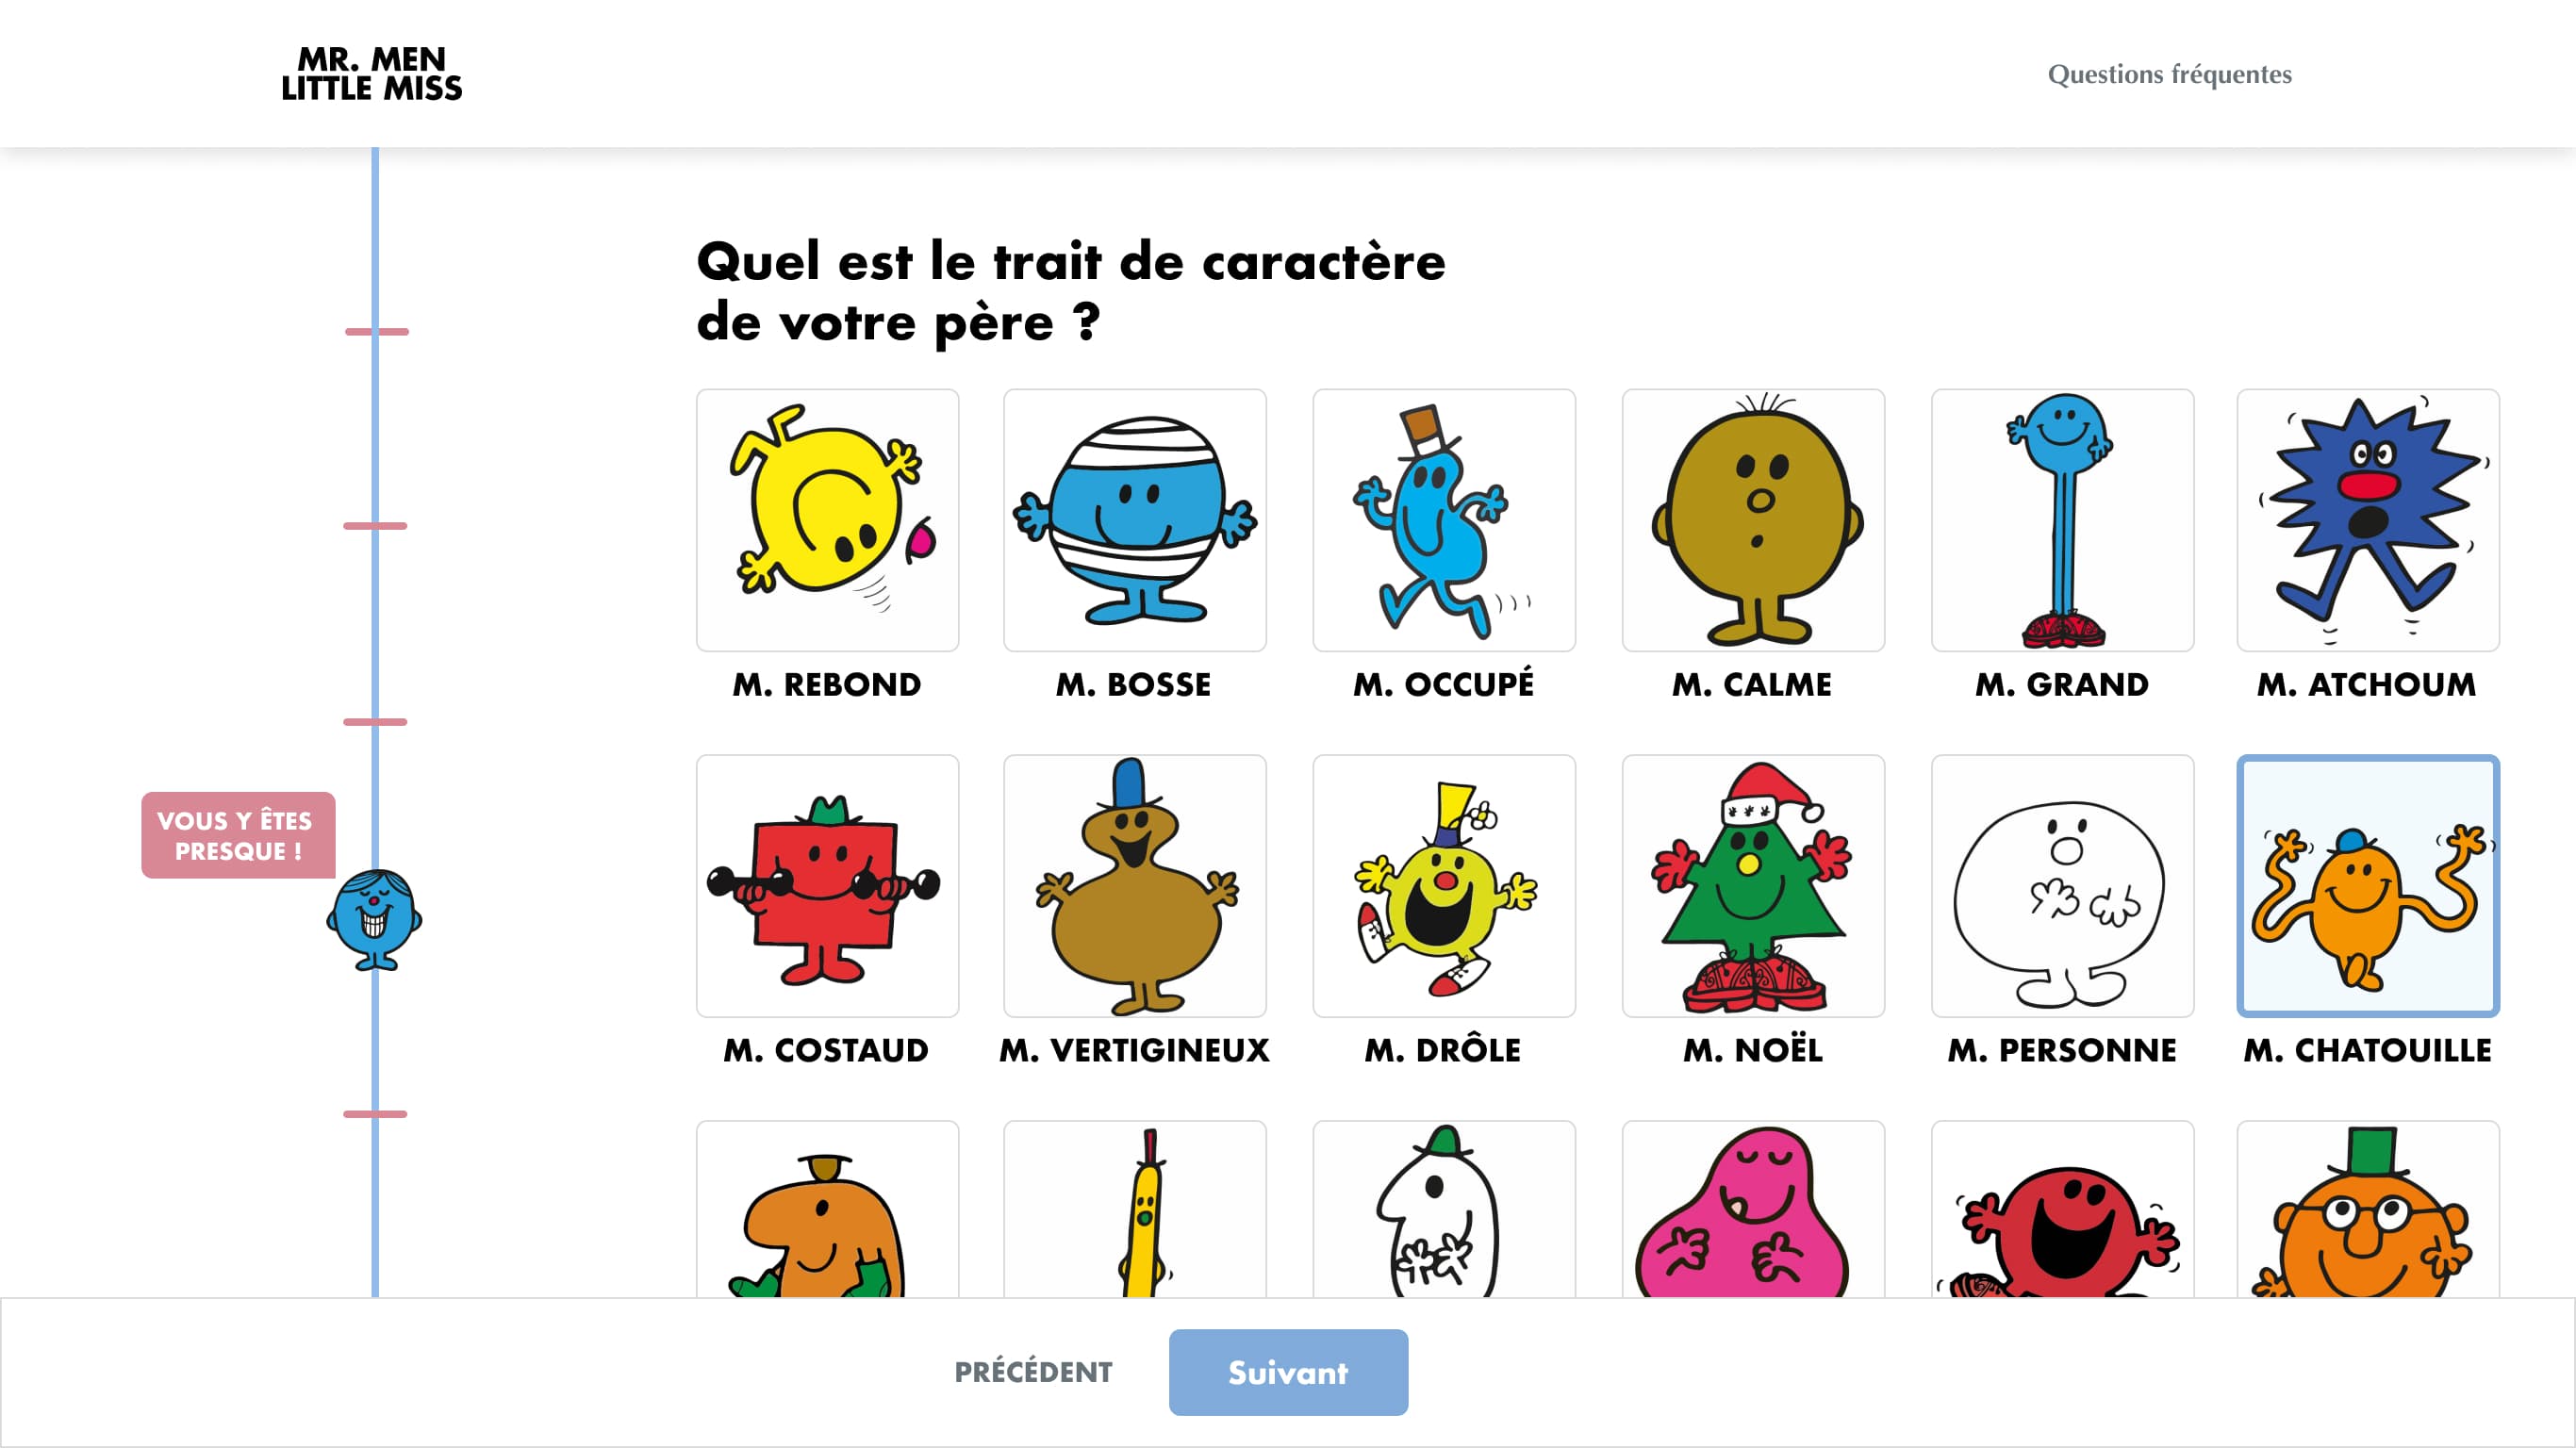 MR. MEN
LITTLE MISS
Questions fréquentes
Quel est le trait de caractère
de votre père ?
M. REBOND
M. BOSSE
M. OCCUPÉ
M. CALME
M. GRAND
M. ATCHOUM
VOUS Y ÊTES
PRESQUE !
M. COSTAUD
M. VERTIGINEUX
M. DRÔLE
M. NOËL
M. PERSONNE
M. CHATOUILLE
PRÉCÉDENT
Suivant